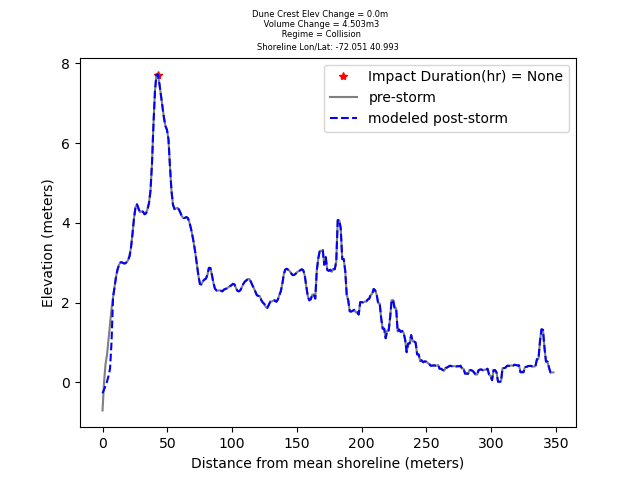 Dune Crest Elev Change = 0.0m
Volume Change = 4.503m3
Regime = Collision
Shoreline Lon/Lat: -72.051 40.993
Impact Duration(hr) = None
pre-storm
modeled post-storm
Elevation (meters)
8
6
4
2
0
0 50 100 150 200 250 300 350
Distance from mean shoreline (meters)